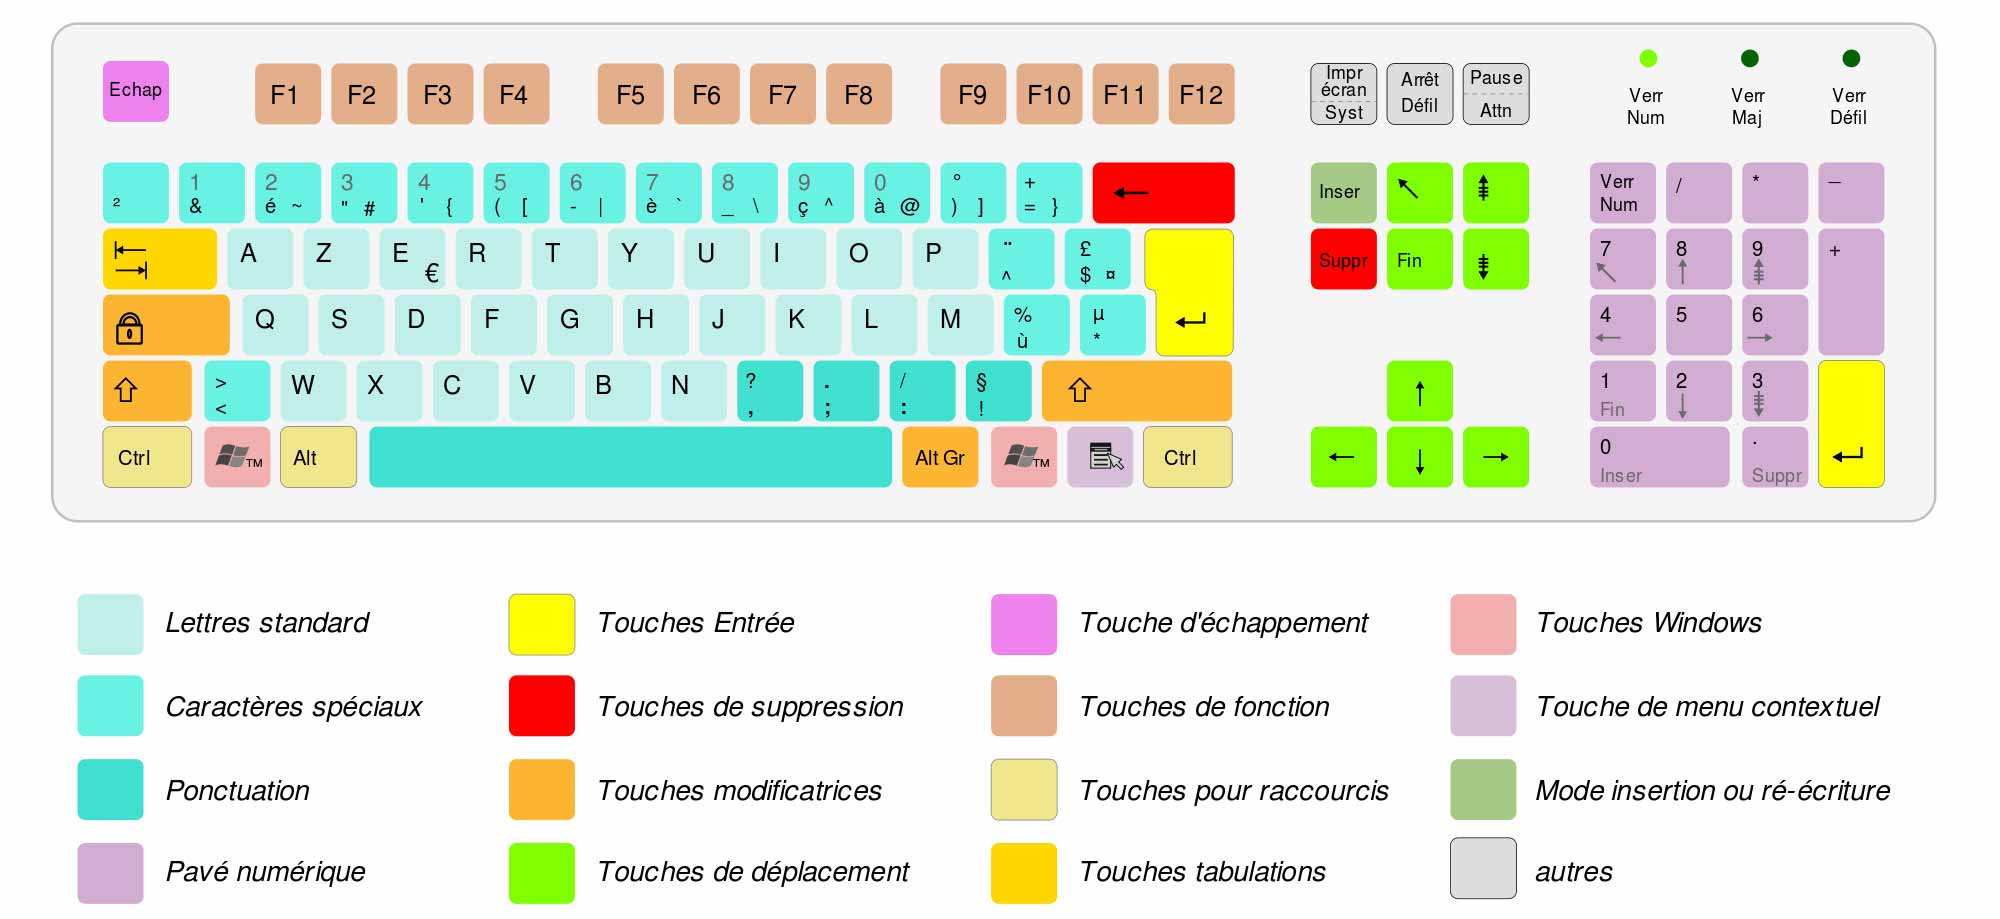 Echap F1 F2 F3 F4 F5 F6 F7 F8 F9 F10 F11 F12
Impr
écran
Syst
Arrêt
Défil
Pause
Attn
Verr
Num
Verr
Maj
Verr
Défil
²
1
&
2
é ~
3
" #
4
' {
5
( [
6
- |
7
è `
8
_ \
9
ç ^
0
à @
°
) ]
+
= }
Inser
Verr
Num
/
*
–
A Z E € R T Y U I O P
¨
^
£
$ ¤
Suppr
Fin
7
8
9
+
Q S D F G H J K L M
%
ù
µ
*
4
5
6
>
<
W X C V B N
?
,
.
;
/
:
§
!
1
Fin
2
3
Ctrl
TM
Alt
Alt Gr
TM
Ctrl
0
Inser
.
Suppr
Lettres standard
Touches Entrée
Touche d'échappement
Touches Windows
Caractères spéciaux
Touches de suppression
Touches de fonction
Touche de menu contextuel
Ponctuation
Touches modificatrices
Touches pour raccourcis
Mode insertion ou ré-écriture
Pavé numérique
Touches de déplacement
Touches tabulations
autres